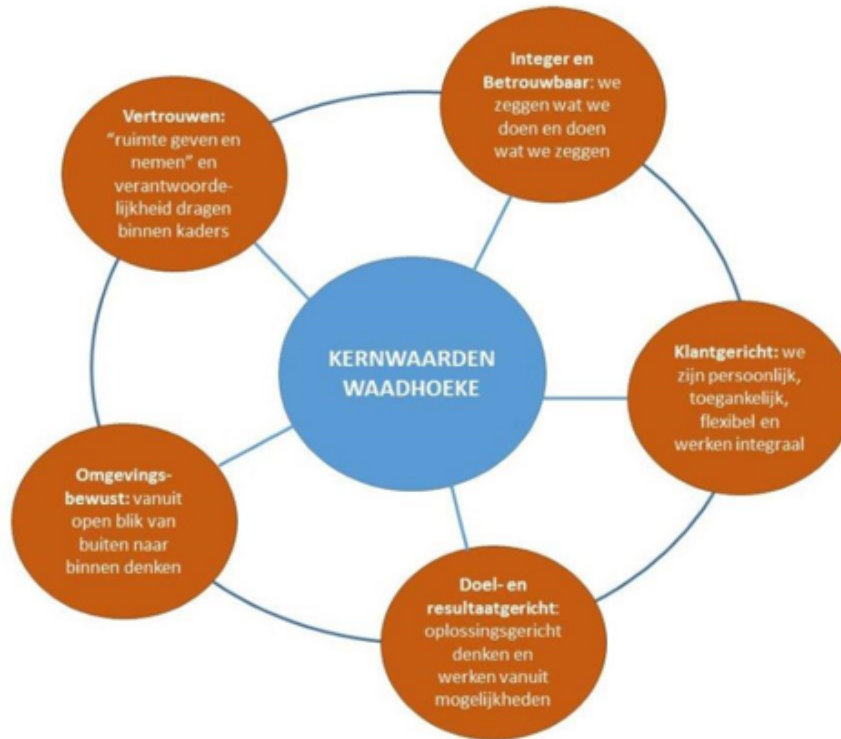 Integer en
Betrouwbaar: we
zeggen wat we
doen en doen
wat we zeggen
Vertrouwen:
“ruimte geven en
nemen” en
verantwoorde-
lijkheid dragen
binnen kaders
KERNWAARDEN
WAADHOEKE
Klantgericht: we
zijn persoonlijk,
toegankelijk,
flexibel en
werken integraal
Omgevings-
bewust: vanuit
open blik van
buiten naar
binnen denken
Doel- en
resultaatgericht:
oplossingsgericht
denken en
werken vanuit
mogelijkheden